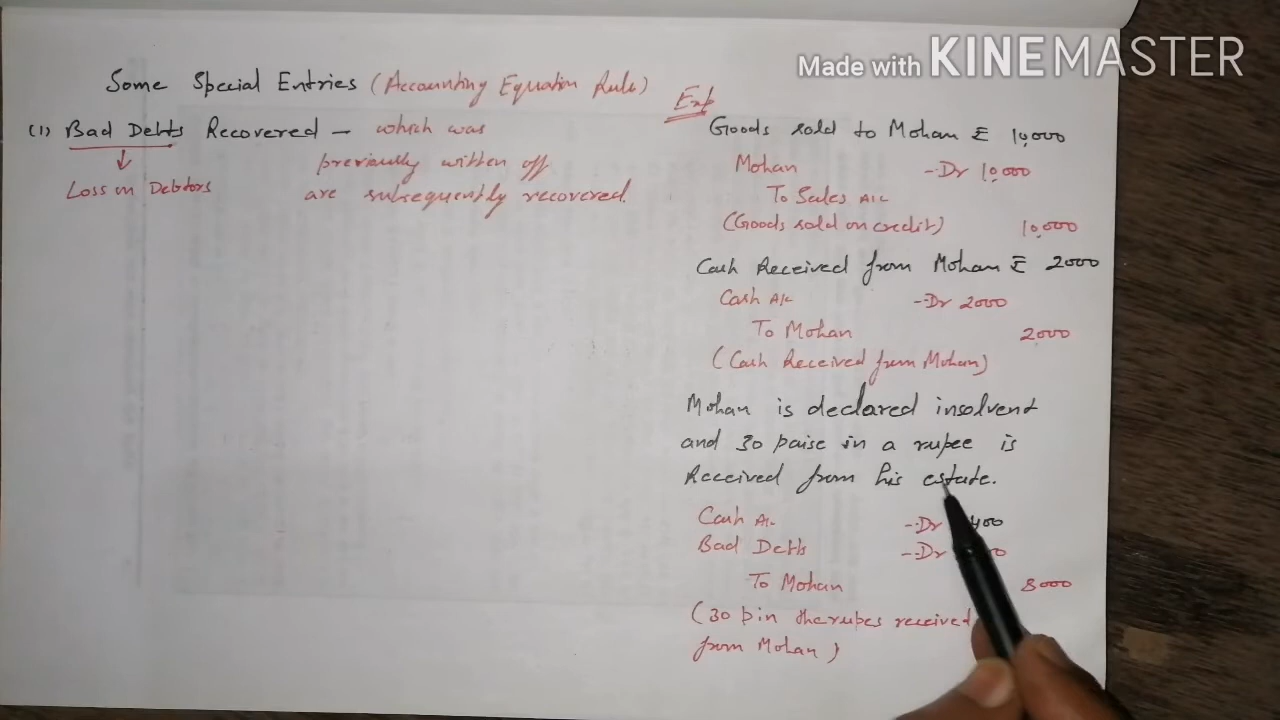 Made with KINEMASTER
Some Special Entries (Accounting Equation Rule)
(1) Bad Debts Recovered — which was
previously written off
are subsequently recovered.
↓
Loss on Debtors
Exp
Goods sold to Mohan ₹ 10,000
Mohan --Dr 10,000
To Sales A/c
(Goods sold on credit) 10,000
Cash Received from Mohan ₹ 2000
Cash A/c --Dr 2000
To Mohan 2000
(Cash Received from Mohan)
Mohan is declared insolvent
and 30 paise in a rupee is
Received from his estate.
Cash A/c --Dr 400
Bad Debts --Dr
To Mohan 8000
(30 p in the rupes received
from Mohan)